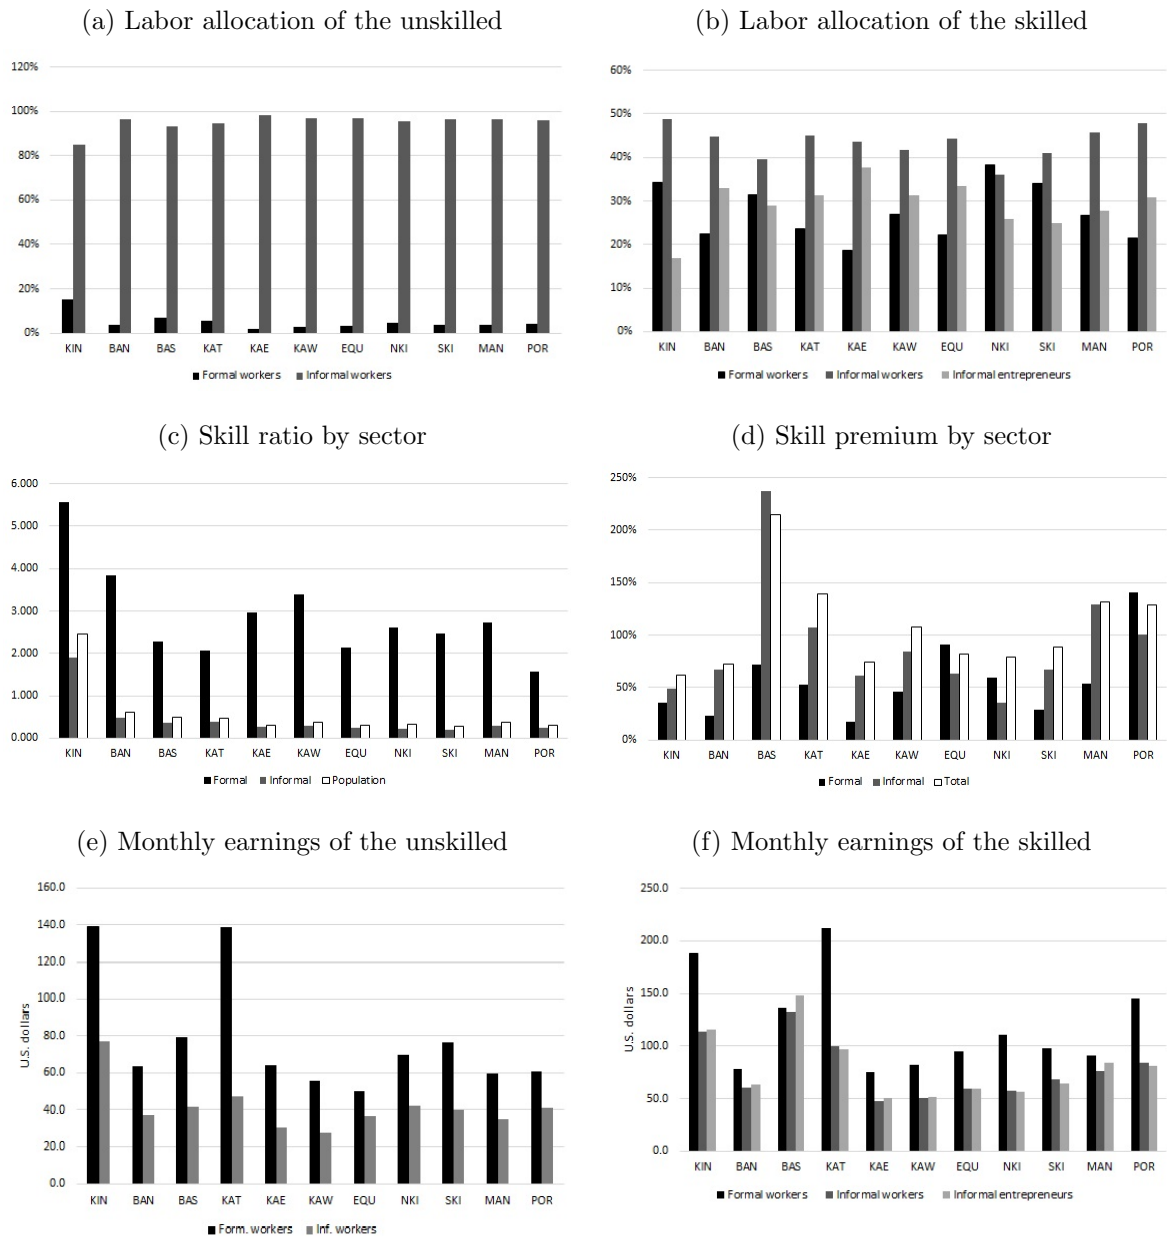 (a) Labor allocation of the unskilled
120%
100%
80%
60%
40%
20%
0%
KIN BAN BAS KAT KAE KAW EQU NKI SKI MAN POR
Formal workers Informal workers
(b) Labor allocation of the skilled
60%
50%
40%
30%
20%
10%
0%
KIN BAN BAS KAT KAE KAW EQU NKI SKI MAN POR
Formal workers Informal workers Informal entrepreneurs
(c) Skill ratio by sector
6.000
5.000
4.000
3.000
2.000
1.000
0.000
KIN BAN BAS KAT KAE KAW EQU NKI SKI MAN POR
Formal Informal Population
(d) Skill premium by sector
250%
200%
150%
100%
50%
0%
KIN BAN BAS KAT KAE KAW EQU NKI SKI MAN POR
Formal Informal Total
(e) Monthly earnings of the unskilled
U.S. dollars
160.0
140.0
120.0
100.0
80.0
60.0
40.0
20.0
0.0
KIN BAN BAS KAT KAE KAW EQU NKI SKI MAN POR
Form. workers Inf. workers
(f) Monthly earnings of the skilled
U.S. dollars
250.0
200.0
150.0
100.0
50.0
0.0
KIN BAN BAS KAT KAE KAW EQU NKI SKI MAN POR
Formal workers Informal workers Informal entrepreneurs